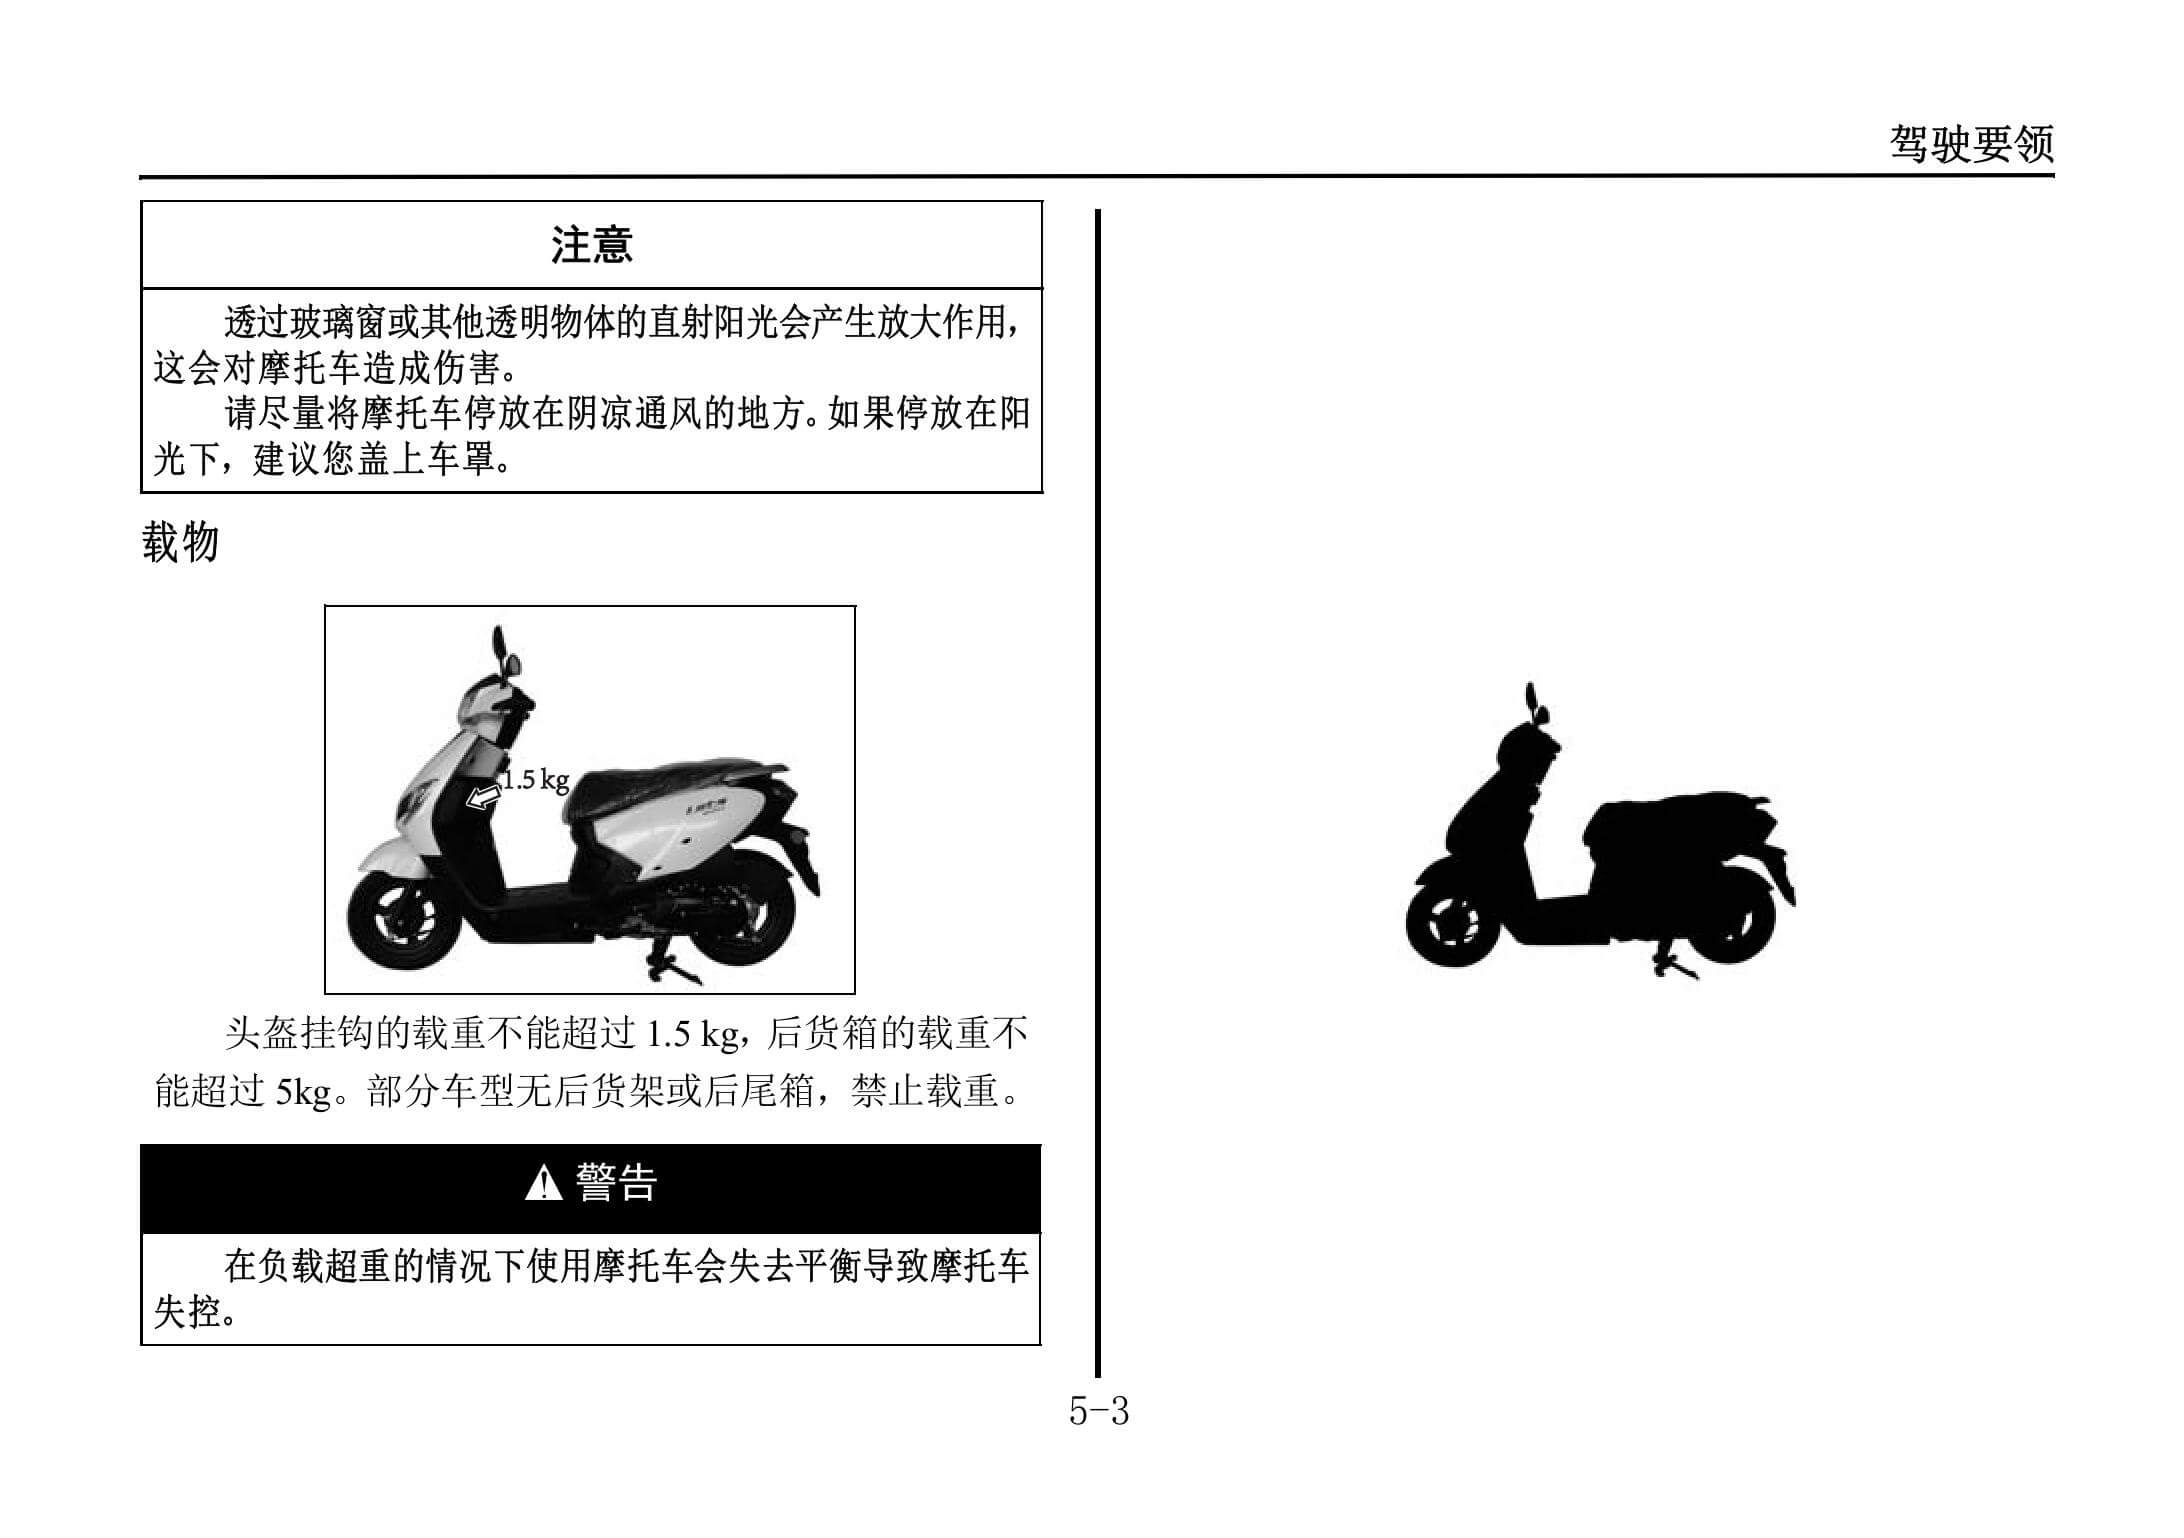 驾驶要领
注意
透过玻璃窗或其他透明物体的直射阳光会产生放大作用，
这会对摩托车造成伤害。
请尽量将摩托车停放在阴凉通风的地方。如果停放在阳
光下，建议您盖上车罩。
载物
1.5 kg
头盔挂钩的载重不能超过 1.5 kg，后货箱的载重不
能超过 5kg。部分车型无后货架或后尾箱，禁止载重。
警告
在负载超重的情况下使用摩托车会失去平衡导致摩托车
失控。
5-3